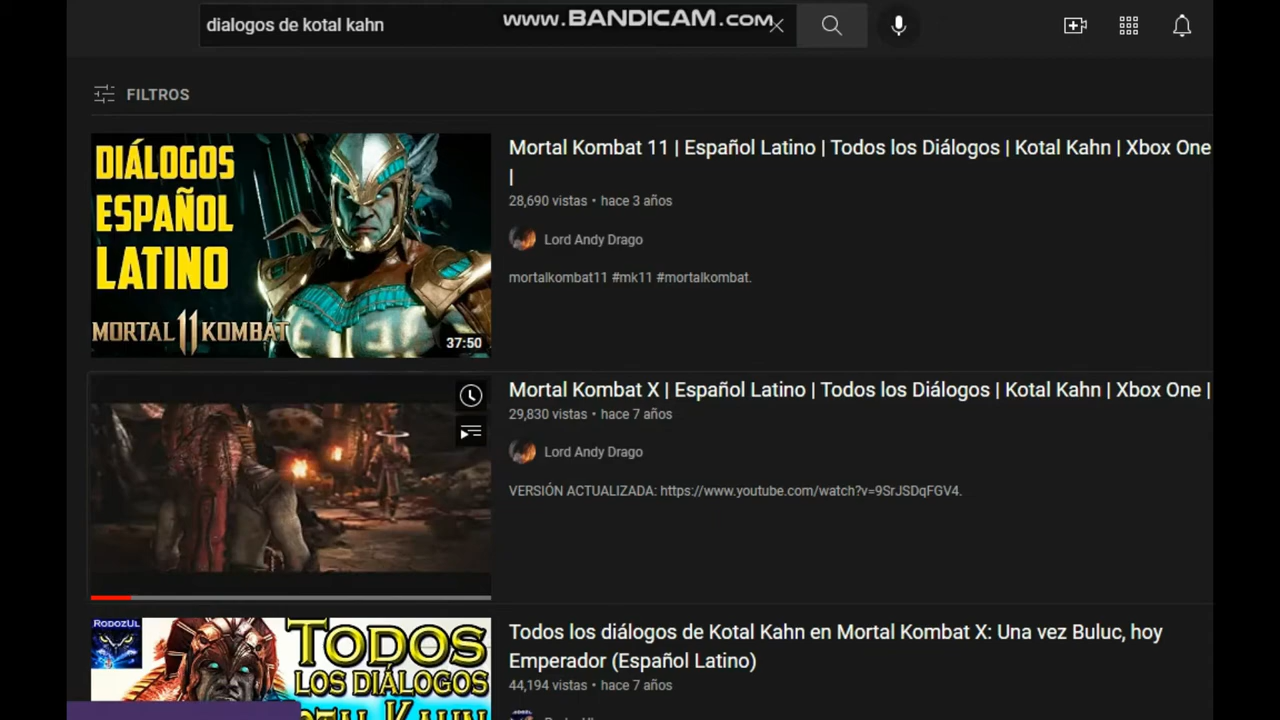 dialogos de kotal kahn
WWW.BANDICAM.COM
FILTROS
DIÁLOGOS
ESPAÑOL
LATINO
MORTAL 11 KOMBAT
37:50
Mortal Kombat 11 | Español Latino | Todos los Diálogos | Kotal Kahn | Xbox One
|
28,690 vistas • hace 3 años
Lord Andy Drago
mortalkombat11 #mk11 #mortalkombat.
Mortal Kombat X | Español Latino | Todos los Diálogos | Kotal Kahn | Xbox One |
29,830 vistas • hace 7 años
Lord Andy Drago
VERSIÓN ACTUALIZADA: https://www.youtube.com/watch?v=9SrJSDqFGV4.
RODOZUL
TODOS
LOS DIÁLOGOS
KAHN
Todos los diálogos de Kotal Kahn en Mortal Kombat X: Una vez Buluc, hoy
Emperador (Español Latino)
44,194 vistas • hace 7 años